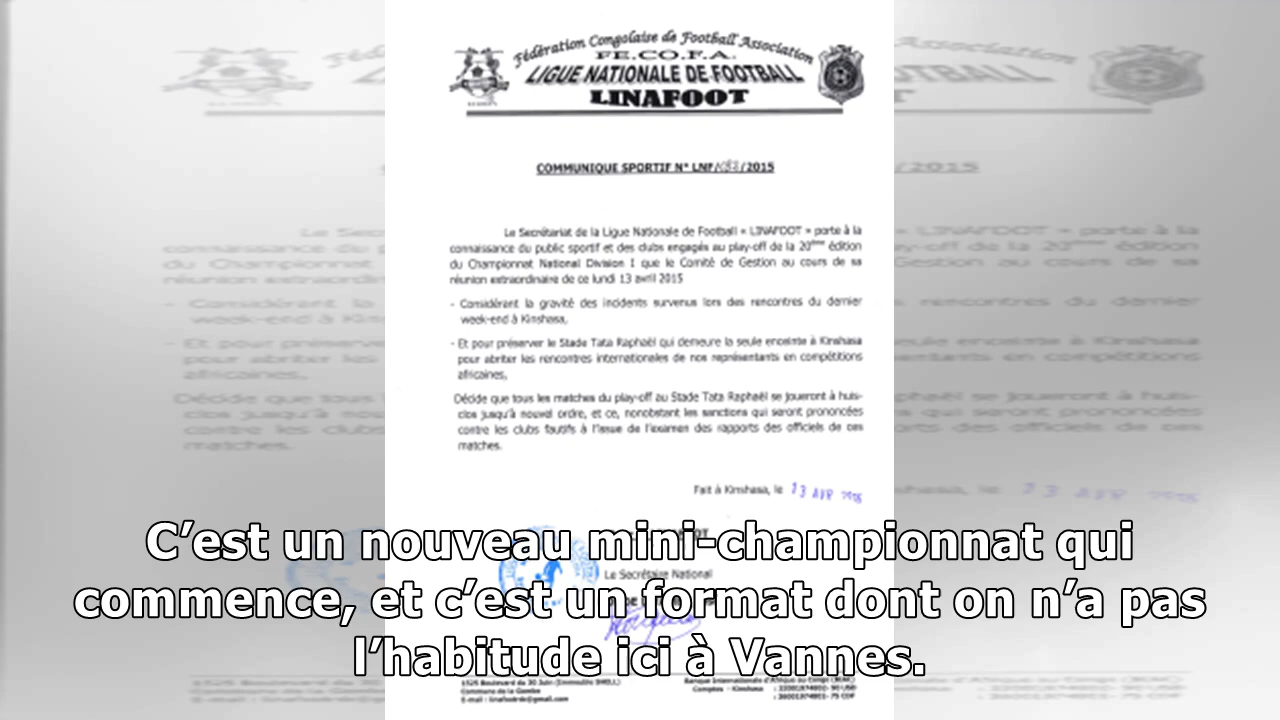 Fédération Congolaise de Football Association
FE.CO.F.A.
LIGUE NATIONALE DE FOOTBALL
LINAFOOT
COMMUNIQUE SPORTIF N° LNF/ /2015
Le Secrétariat de la Ligue Nationale de Football « LINAFOOT » porte à la
connaissance du public sportif et des clubs engagés au play-off de la 20ème édition
du Championnat National Division I que le Comité de Gestion au cours de sa
réunion extraordinaire de ce lundi 13 avril 2015
- Considérant la gravité des incidents survenus lors des rencontres du dernier
week-end à Kinshasa,
- Et pour préserver le Stade Tata Raphaël qui demeure la seule enceinte à Kinshasa
pour abriter les rencontres internationales de nos représentants en compétitions
africaines,
Décide que tous les matches du play-off au Stade Tata Raphaël se joueront à huis-
clos jusqu'à nouvel ordre, et ce, nonobstant les sanctions qui seront prononcées
contre les clubs fautifs à l'issue de l'examen des rapports des officiels de ces
matches.
Fait à Kinshasa, le 13 AVR
Le Secrétaire National
C’est un nouveau mini-championnat qui
commence, et c’est un format dont on n’a pas
l’habitude ici à Vannes.
Commune de la Gombe